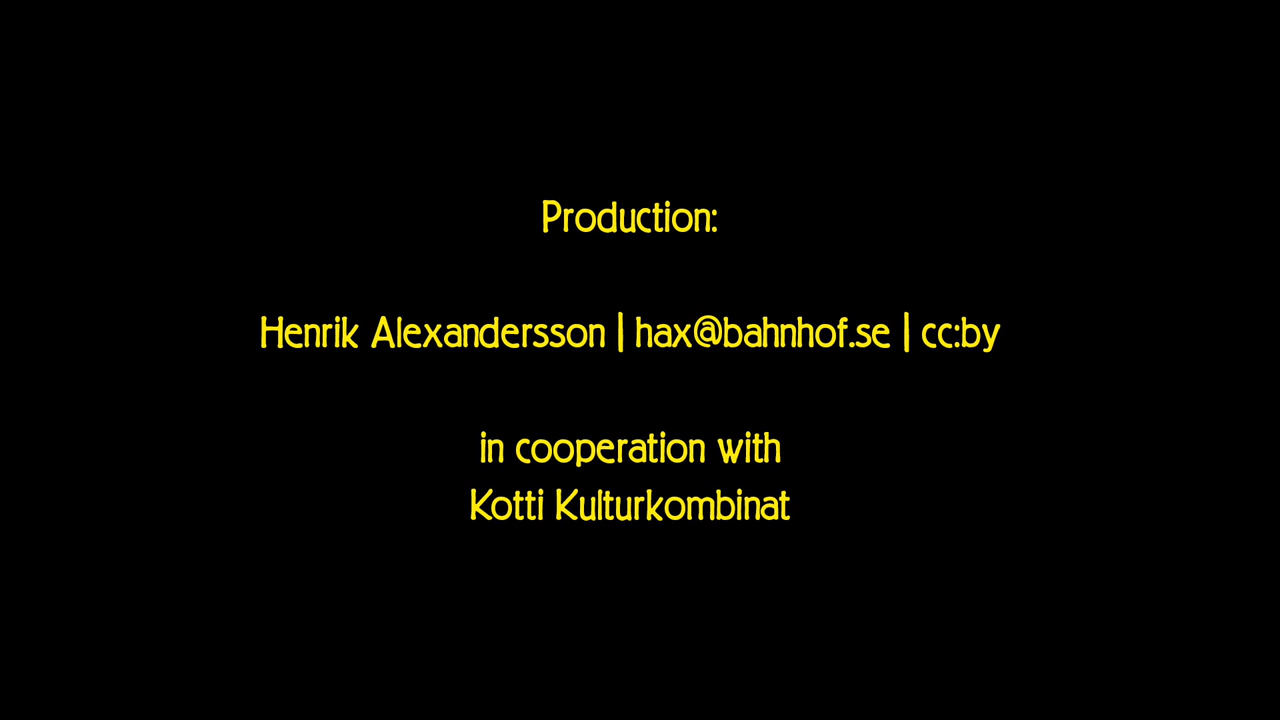 Production:
Henrik Alexandersson | hax@bahnhof.se | cc:by
in cooperation with
Kotti Kulturkombinat